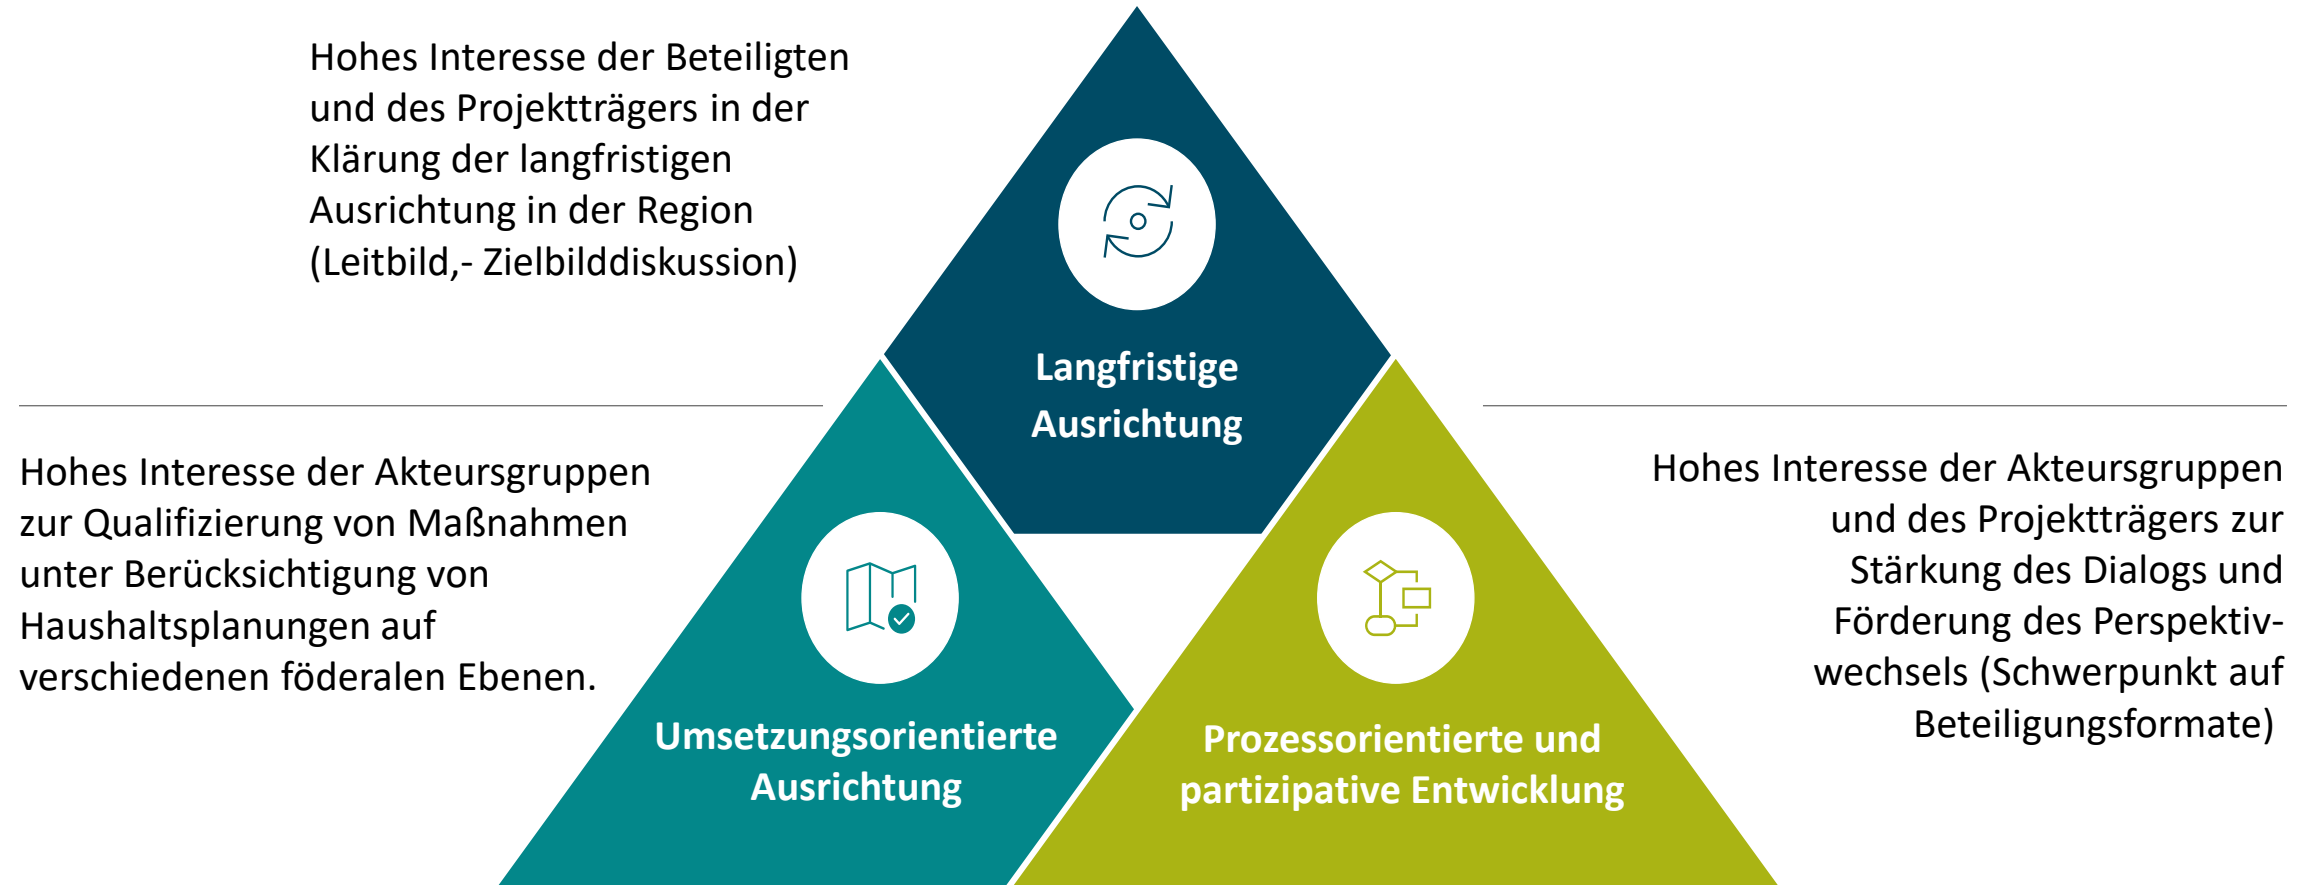 Hohes Interesse der Beteiligten
und des Projektträgers in der
Klärung der langfristigen
Ausrichtung in der Region
(Leitbild,- Zielbilddiskussion)
Langfristige
Ausrichtung
Hohes Interesse der Akteursgruppen
zur Qualifizierung von Maßnahmen
unter Berücksichtigung von
Haushaltsplanungen auf
verschiedenen föderalen Ebenen.
Umsetzungsorientierte
Ausrichtung
Prozessorientierte und
partizipative Entwicklung
Hohes Interesse der Akteursgruppen
und des Projektträgers zur
Stärkung des Dialogs und
Förderung des Perspektiv-
wechsels (Schwerpunkt auf
Beteiligungsformate)